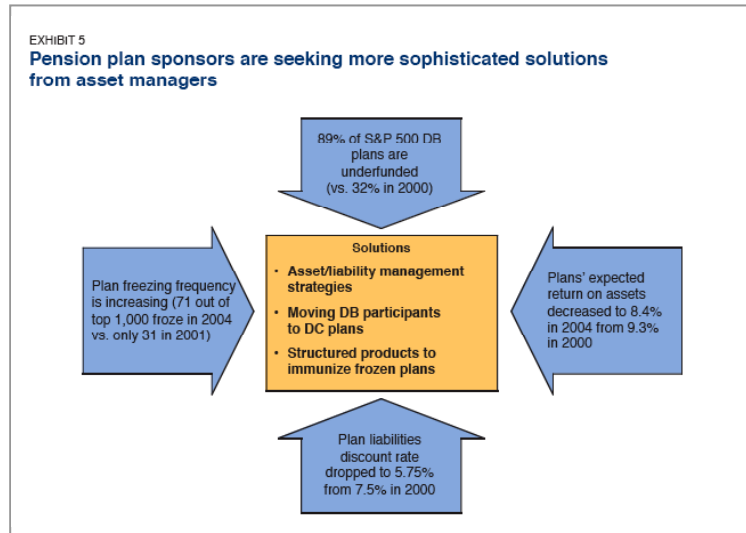 EXHIBIT 5
Pension plan sponsors are seeking more sophisticated solutions
from asset managers
89% of S&P 500 DB
plans are
underfunded
(vs. 32% in 2000)
Plan freezing frequency
is increasing (71 out of
top 1,000 froze in 2004
vs. only 31 in 2001)
Solutions
• Asset/liability management
strategies
• Moving DB participants
to DC plans
• Structured products to
immunize frozen plans
Plans' expected
return on assets
decreased to 8.4%
in 2004 from 9.3%
in 2000
Plan liabilities
discount rate
dropped to 5.75%
from 7.5% in 2000